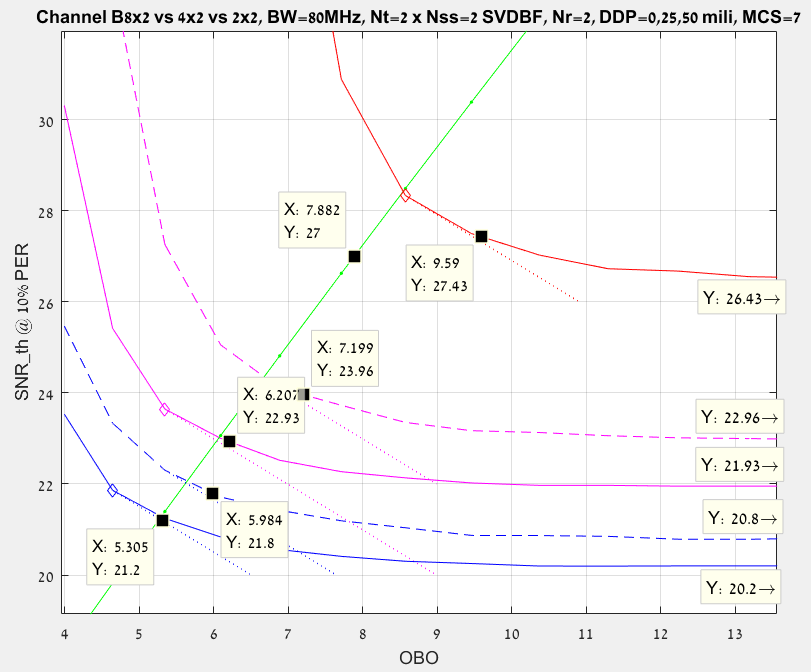 Channel B8x2 vs 4x2 vs 2x2, BW=80MHz, Nt=2 x Nss=2 SVDBF, Nr=2, DDP=0,25,50 mili, MCS=7
SNR_th @ 10% PER
30
28
26
24
22
20
X: 7.882
Y: 27
X: 9.59
Y: 27.43
Y: 26.43→
X: 7.199
Y: 23.96
X: 6.207
Y: 22.93
Y: 22.96→
Y: 21.93→
X: 5.984
Y: 21.8
Y: 20.8→
X: 5.305
Y: 21.2
Y: 20.2→
4 5 6 7 8 9 10 11 12 13
OBO